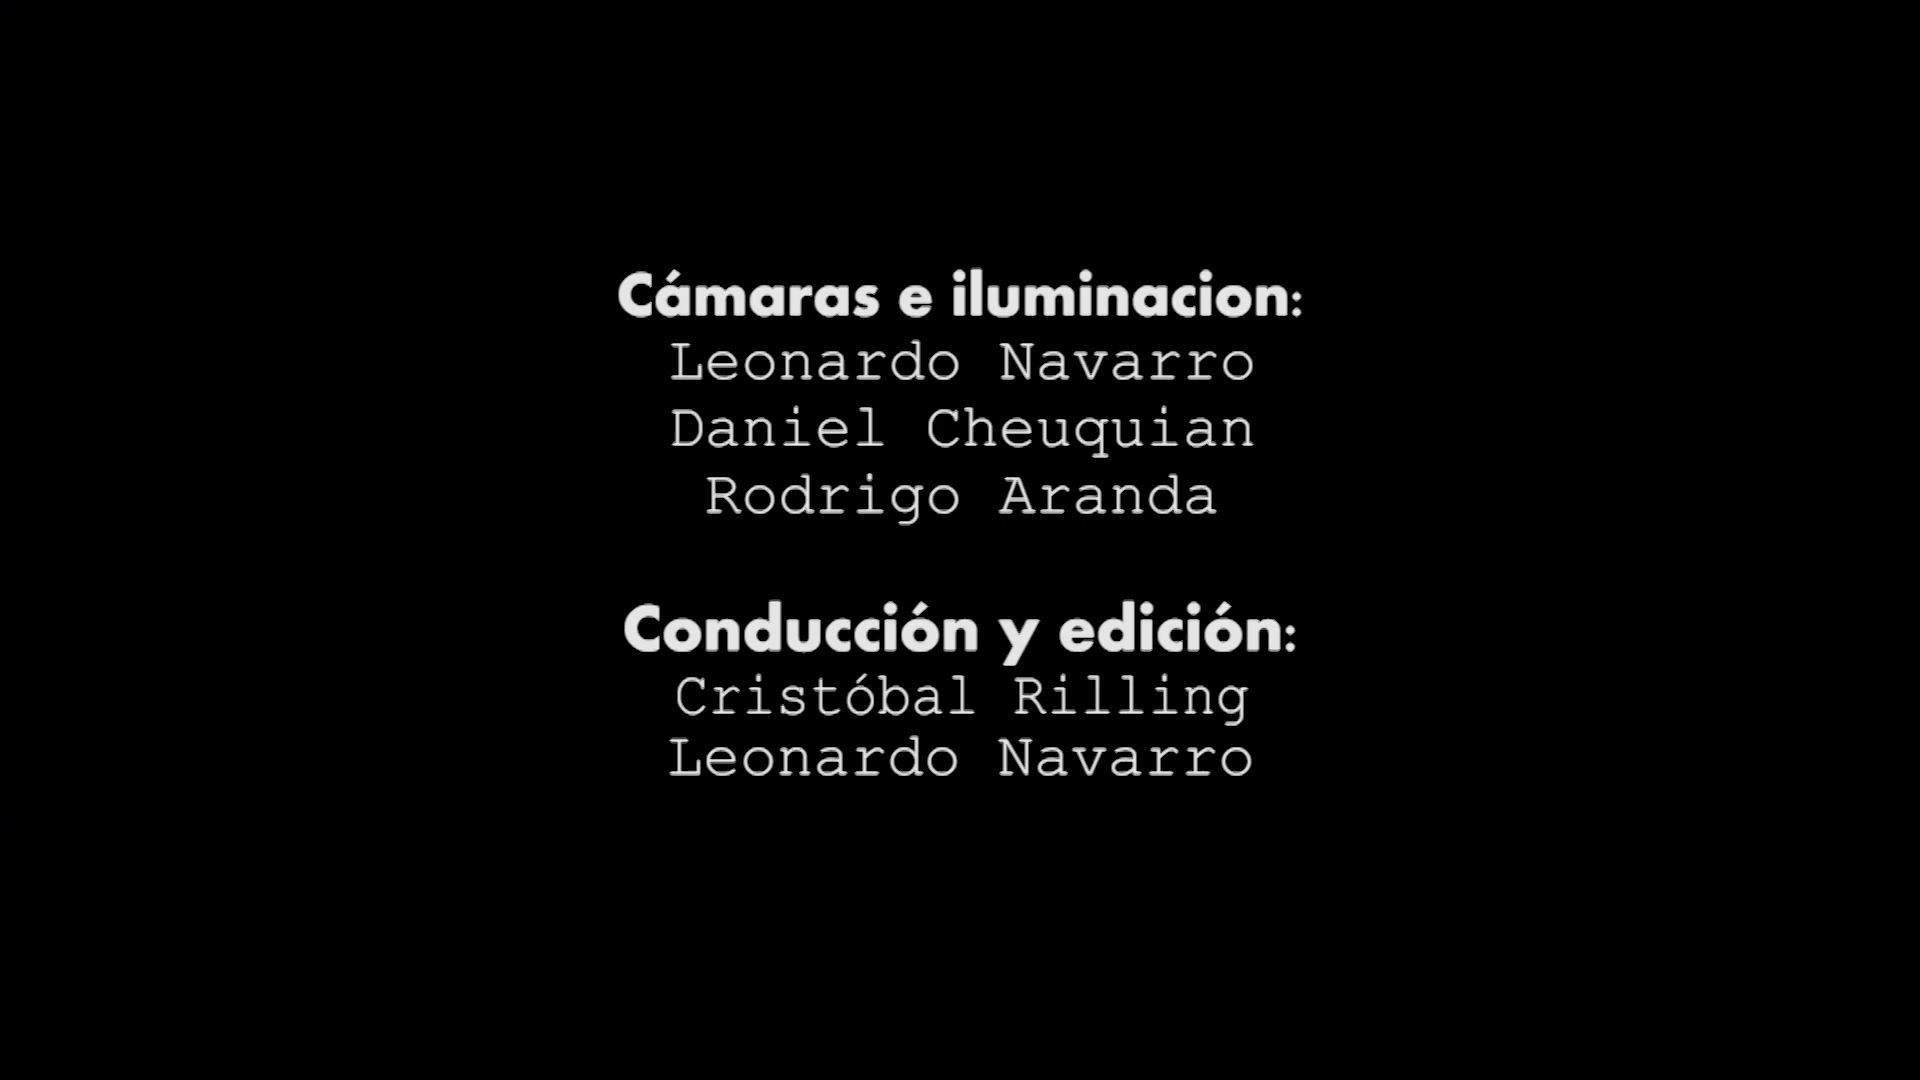 Cámaras e iluminacion:
Leonardo Navarro
Daniel Cheuquian
Rodrigo Aranda
Conducción y edición:
Cristóbal Rilling
Leonardo Navarro